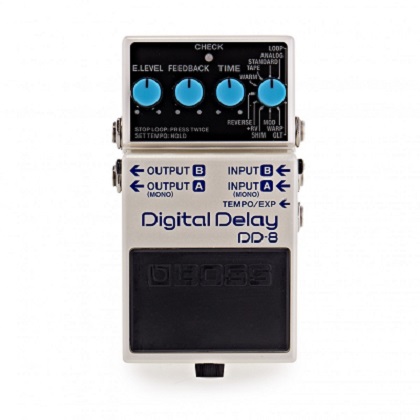 CHECK
E.LEVEL FEEDBACK TIME
LOOP
ANALOG
STANDARD
TAPE
WARM
REVERSE
+RV
SHIM
MOD
WARP
GLT
STOP LOOP: PRESS TWICE
SET TEMPO: HOLD
OUTPUT B INPUT B
OUTPUT A INPUT A
(MONO) (MONO)
TEMPO/EXP
Digital Delay
DD-8
BOSS